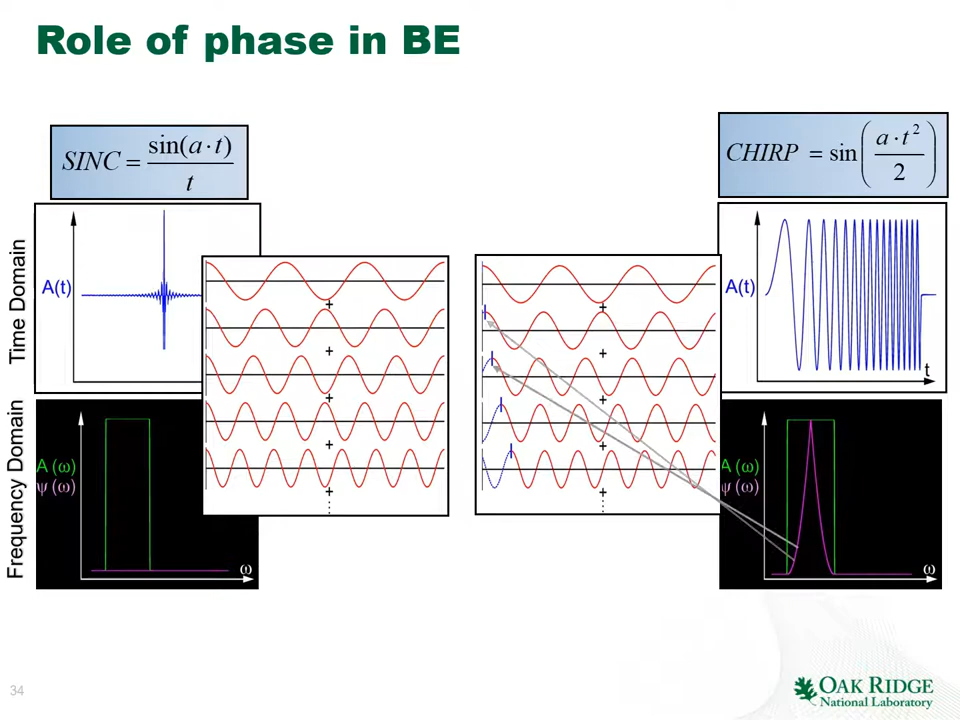 Role of phase in BE
SINC = sin(a·t) / t
CHIRP = sin(a·t² / 2)
Time Domain
A(t)
A(t)
t
+
+
+
+
+
+
+
+
+
+
Frequency Domain
A (ω)
ψ (ω)
ω
A (ω)
ψ (ω)
ω
34
OAK RIDGE
National Laboratory